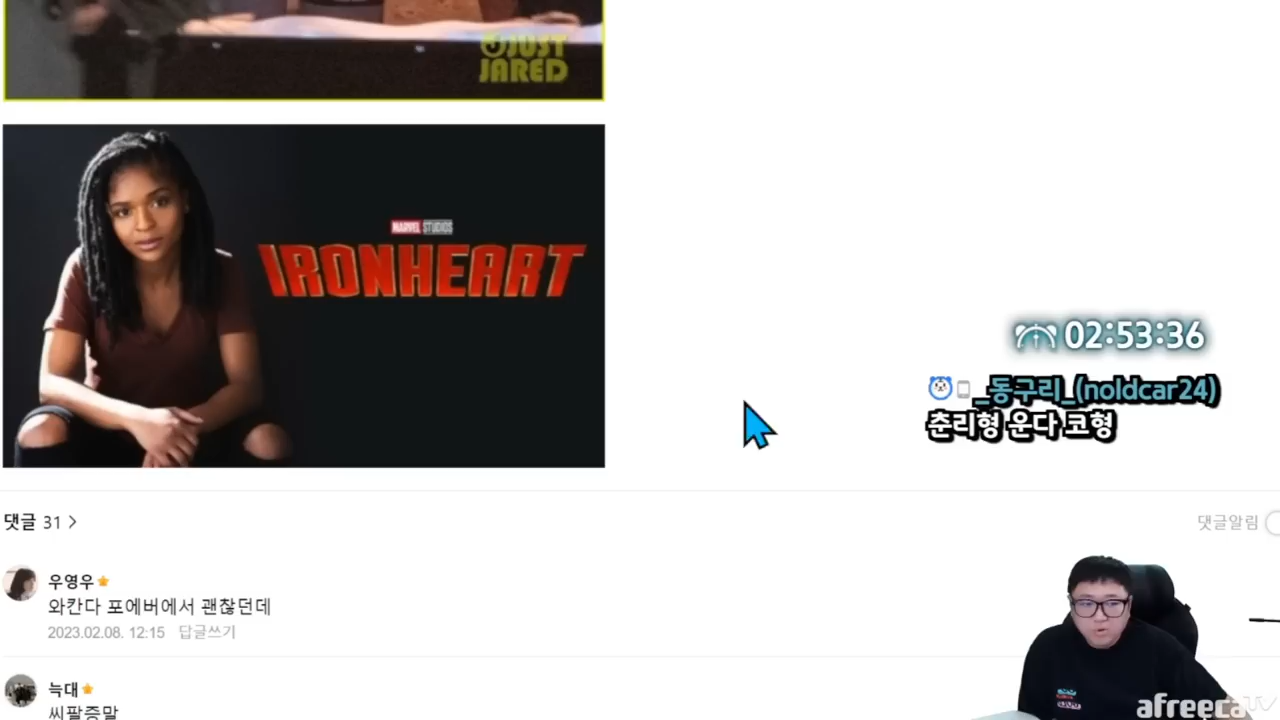 JUST
JARED
MARVEL STUDIOS
IRONHEART
02:53:36
_동구리_(noldcar24)
춘리형 운다 코형
댓글 31 >
댓글알림
우영우
와칸다 포에버에서 괜찮던데
2023.02.08. 12:15 답글쓰기
늑대
씨팔증말
afreecaTV